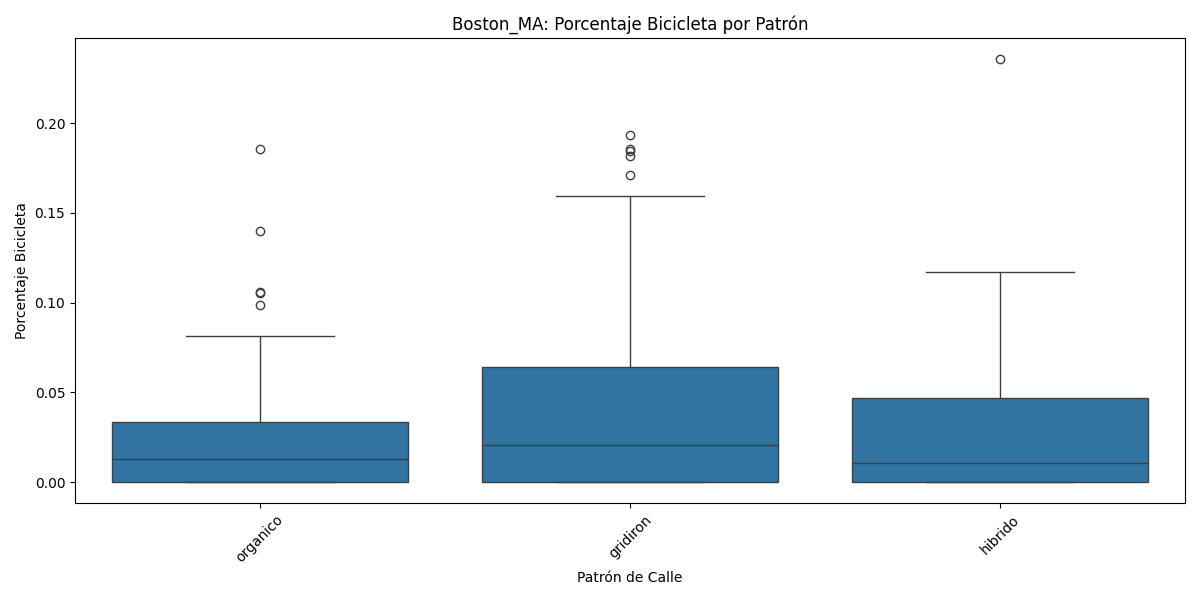 Boston_MA: Porcentaje Bicicleta por Patrón
Porcentaje Bicicleta
0.20
0.15
0.10
0.05
0.00
organico
gridiron
hibrido
Patrón de Calle